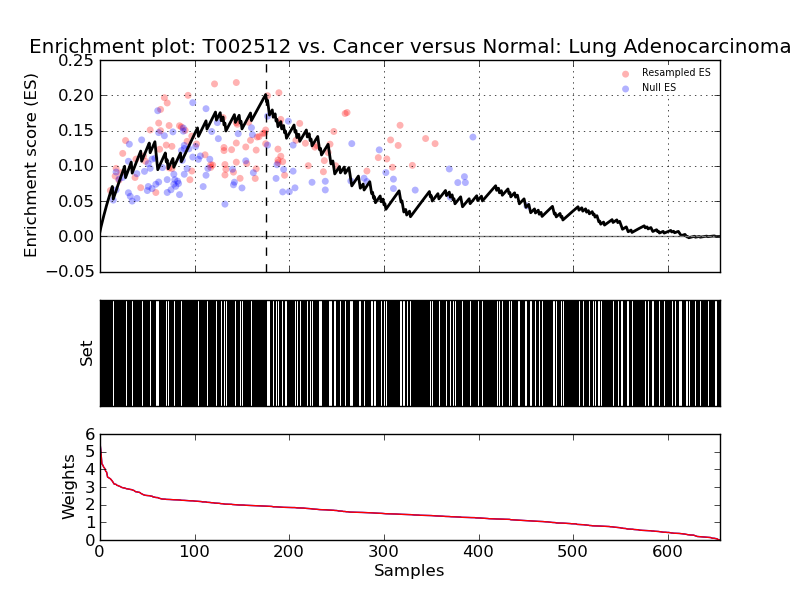 Enrichment plot: T002512 vs. Cancer versus Normal: Lung Adenocarcinoma
0.25
0.20
0.15
0.10
0.05
0.00
−0.05
Enrichment score (ES)
Resampled ES
Null ES
Set
6
5
4
3
2
1
0
Weights
0 100 200 300 400 500 600
Samples